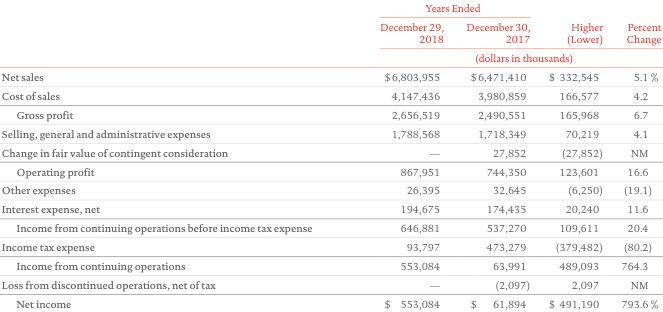 Years Ended
December 29, 2018 December 30, 2017 Higher (Lower) Percent Change
(dollars in thousands)
Net sales $6,803,955 $6,471,410 $ 332,545 5.1 %
Cost of sales 4,147,436 3,980,859 166,577 4.2
Gross profit 2,656,519 2,490,551 165,968 6.7
Selling, general and administrative expenses 1,788,568 1,718,349 70,219 4.1
Change in fair value of contingent consideration — 27,852 (27,852) NM
Operating profit 867,951 744,350 123,601 16.6
Other expenses 26,395 32,645 (6,250) (19.1)
Interest expense, net 194,675 174,435 20,240 11.6
Income from continuing operations before income tax expense 646,881 537,270 109,611 20.4
Income tax expense 93,797 473,279 (379,482) (80.2)
Income from continuing operations 553,084 63,991 489,093 764.3
Loss from discontinued operations, net of tax — (2,097) 2,097 NM
Net income $ 553,084 $ 61,894 $ 491,190 793.6 %